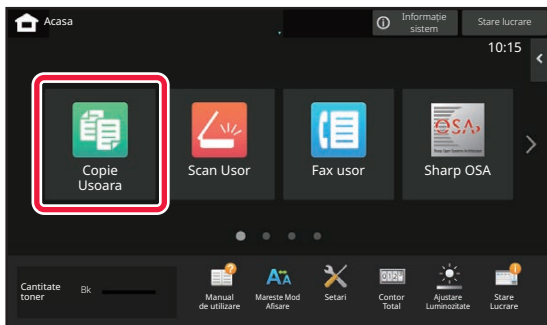 Acasa
Informație
sistem
Stare lucrare
10:15
Copie
Usoara
Scan Usor
Fax usor
Sharp OSA
OSA
Cantitate
toner
Bk
Manual
de utilizare
Mareste Mod
Afisare
Setari
Contor
Total
Ajustare
Luminozitate
Stare
Lucrare